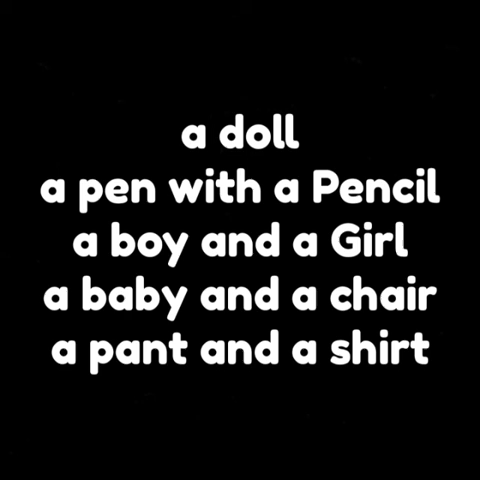 a doll
a pen with a Pencil
a boy and a Girl
a baby and a chair
a pant and a shirt